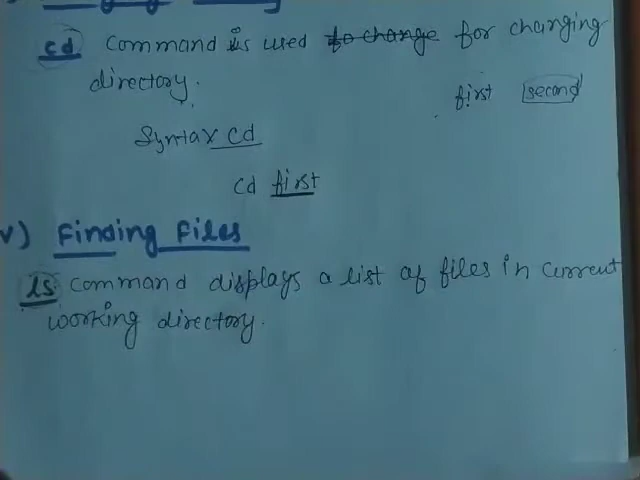 cd command is used to change for changing
directory.
first second
Syntax cd
cd first
v) Finding Files
ls command displays a list of files in current
working directory.